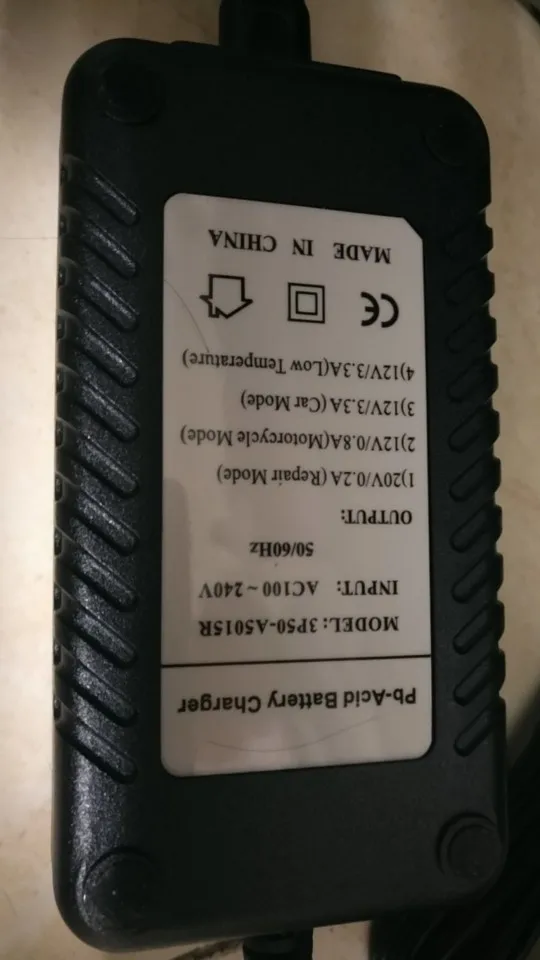 Pb-Acid Battery Charger
MODEL: 3P50-A5015R
INPUT: AC100 ~ 240V
50/60Hz
OUTPUT:
1)20V/0.2A (Repair Mode)
2)12V/0.8A(Motorcycle Mode)
3)12V/3.3A (Car Mode)
4)12V/3.3A(Low Temperature)
CE
MADE IN CHINA